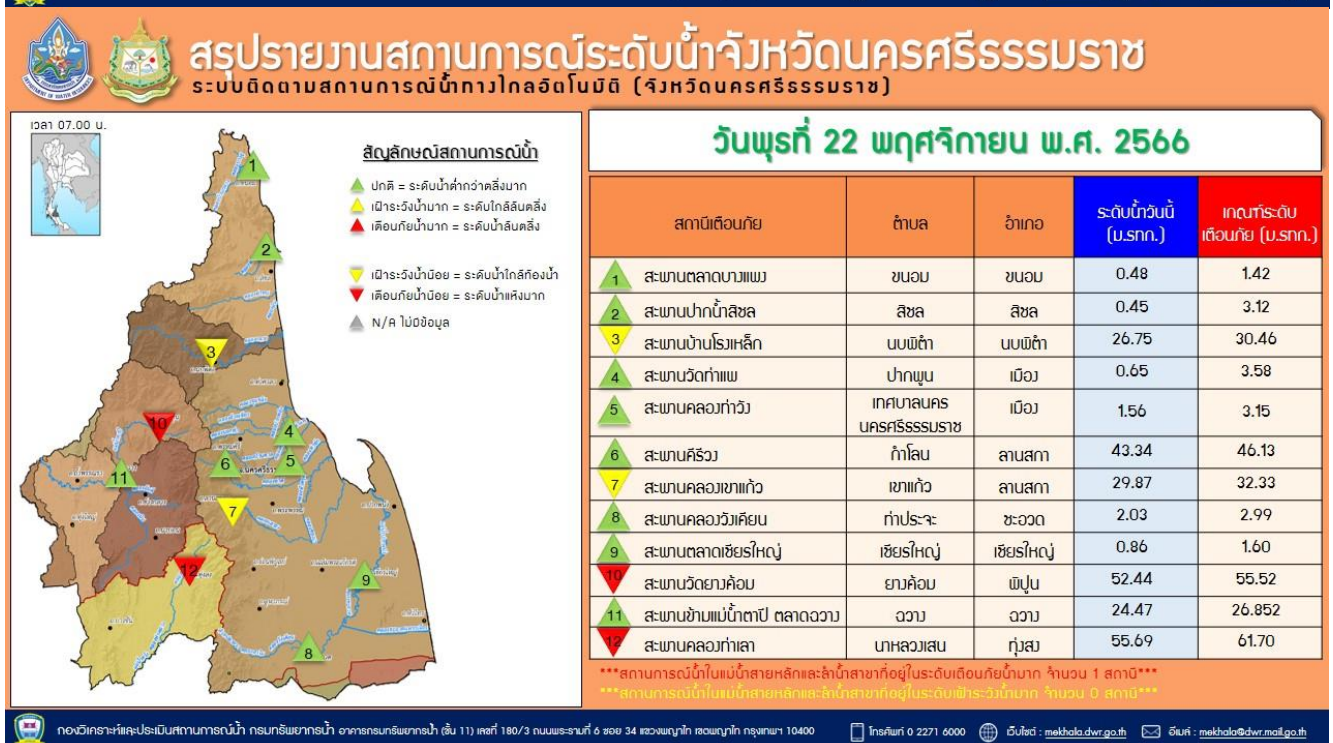 สรุปรายงานสถานการณ์ระดับน้ำจังหวัดนครศรีธรรมราช
ระบบติดตามสถานการณ์น้ำทางไกลอัตโนมัติ (จังหวัดนครศรีธรรมราช)
เวลา 07.00 น.
สัญลักษณ์สถานการณ์น้ำ
ปกติ = ระดับน้ำต่ำกว่าตลิ่งมาก
เฝ้าระวังน้ำมาก = ระดับใกล้ล้นตลิ่ง
เตือนภัยน้ำมาก = ระดับน้ำล้นตลิ่ง
เฝ้าระวังน้ำน้อย = ระดับน้ำใกล้ท้องน้ำ
เตือนภัยน้ำน้อย = ระดับน้ำแห้งมาก
N/A ไม่มีข้อมูล
1
2
3
10
4
5
6
11
7
12
9
8
วันพุธที่ 22 พฤศจิกายน พ.ศ. 2566
สถานีเตือนภัย ตำบล อำเภอ ระดับน้ำวันนี้ (ม.รทก.) เกณฑ์ระดับเตือนภัย (ม.รทก.)
1 สะพานตลาดบางแพง ขนอม ขนอม 0.48 1.42
2 สะพานปากน้ำสิชล สิชล สิชล 0.45 3.12
3 สะพานบ้านโรงเหล็ก นบพิตำ นบพิตำ 26.75 30.46
4 สะพานวัดท่าแพ ปากพูน เมือง 0.65 3.58
5 สะพานคลองท่าวัง เทศบาลนครนครศรีธรรมราช เมือง 1.56 3.15
6 สะพานคีรีวง กำโลน ลานสกา 43.34 46.13
7 สะพานคลองเขาแก้ว เขาแก้ว ลานสกา 29.87 32.33
8 สะพานคลองวังเคียน ท่าประจะ ชะอวด 2.03 2.99
9 สะพานตลาดเชียรใหญ่ เชียรใหญ่ เชียรใหญ่ 0.86 1.60
10 สะพานวัดยางค้อม ยางค้อม พิปูน 52.44 55.52
11 สะพานข้ามแม่น้ำตาปี ตลาดฉวาง ฉวาง ฉวาง 24.47 26.852
12 สะพานคลองท่าเลา นาหลวงเสน ทุ่งสง 55.69 61.70
***สถานการณ์น้ำในแม่น้ำสายหลักและลำน้ำสาขาที่อยู่ในระดับเตือนภัยน้ำมาก จำนวน 1 สถานี***
***สถานการณ์น้ำในแม่น้ำสายหลักและลำน้ำสาขาที่อยู่ในระดับเฝ้าระวังน้ำมาก จำนวน 0 สถานี***
กองวิเคราะห์และประเมินสถานการณ์น้ำ กรมทรัพยากรน้ำ อาคารกรมทรัพยากรน้ำ (ชั้น 11) เลขที่ 180/3 ถนนพระรามที่ 6 ซอย 34 แขวงพญาไท เขตพญาไท กรุงเทพฯ 10400 โทรศัพท์ 0 2271 6000 เว็บไซต์ : mekhala.dwr.go.th อีเมล์ : mekhala@dwr.mail.go.th